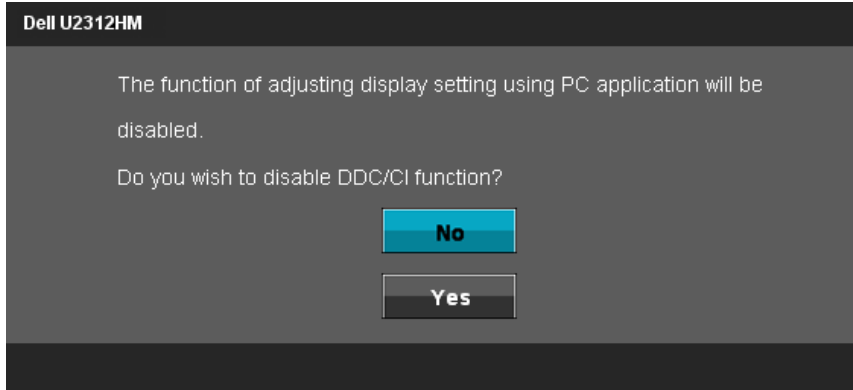 Dell U2312HM
The function of adjusting display setting using PC application will be
disabled.
Do you wish to disable DDC/CI function?
No
Yes